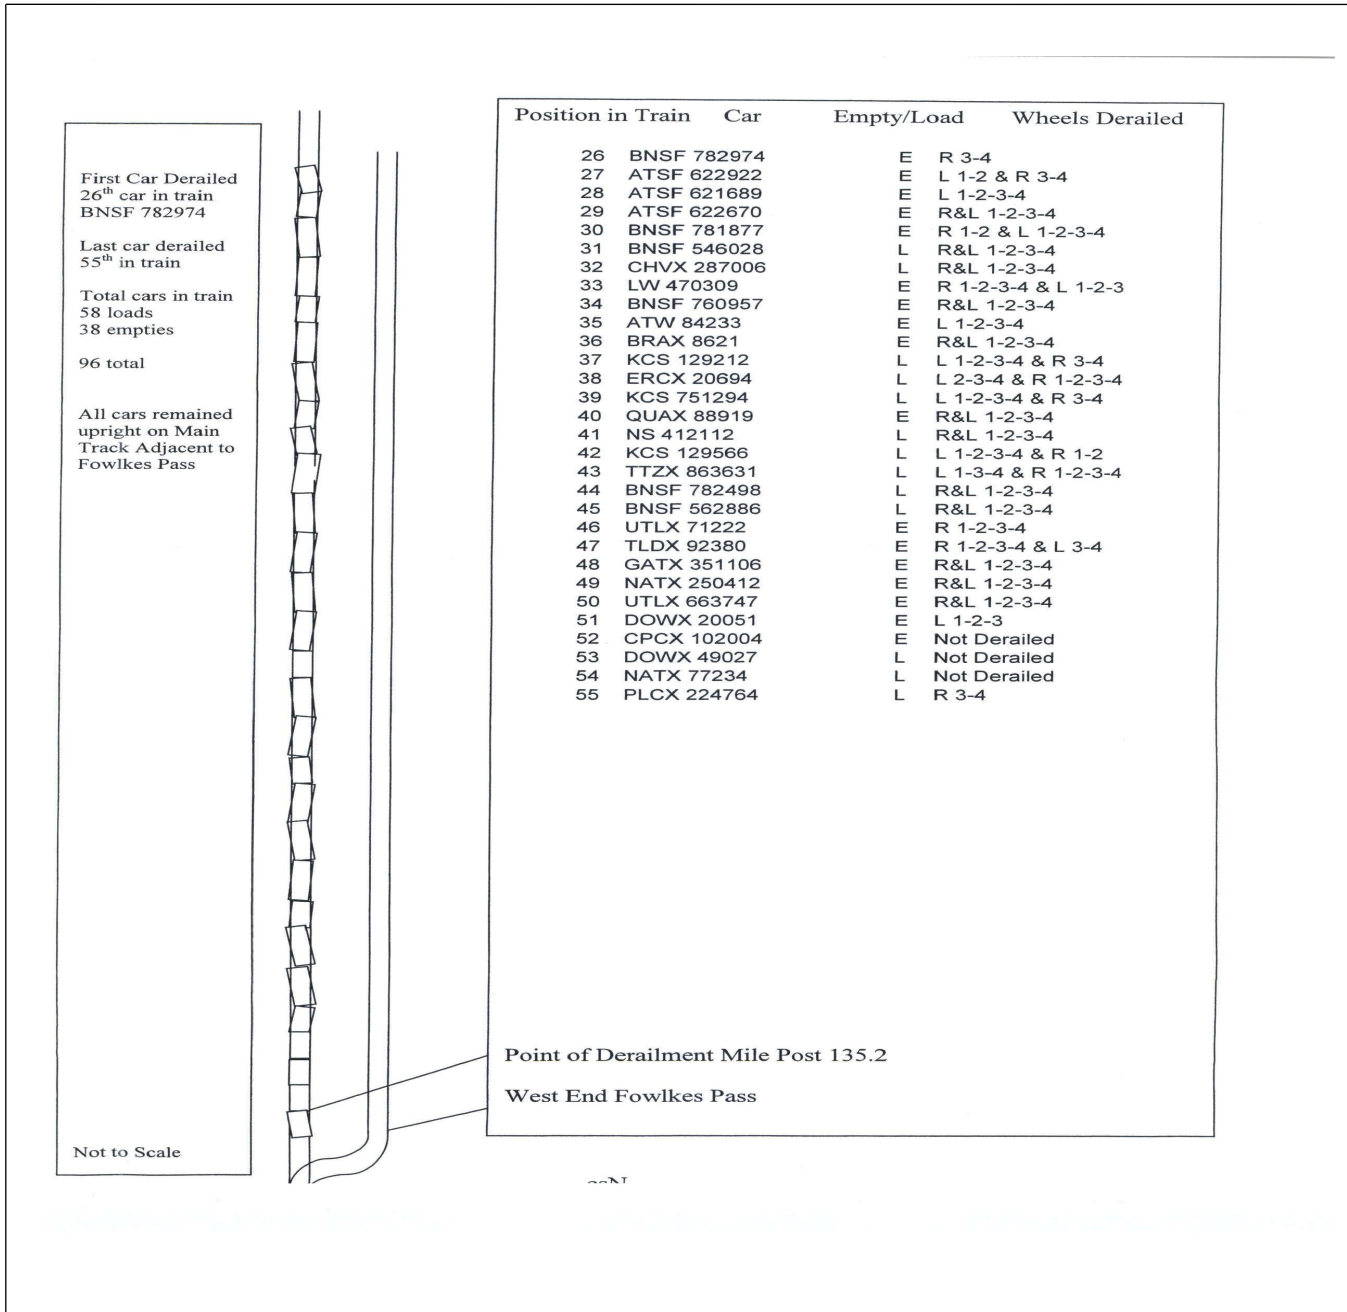 First Car Derailed
26th car in train
BNSF 782974
Last car derailed
55th in train
Total cars in train
58 loads
38 empties
96 total
All cars remained
upright on Main
Track Adjacent to
Fowlkes Pass
Not to Scale
Position in Train Car Empty/Load Wheels Derailed
26 BNSF 782974 E R 3-4
27 ATSF 622922 E L 1-2 & R 3-4
28 ATSF 621689 E L 1-2-3-4
29 ATSF 622670 E R&L 1-2-3-4
30 BNSF 781877 E R 1-2 & L 1-2-3-4
31 BNSF 546028 L R&L 1-2-3-4
32 CHVX 287006 L R&L 1-2-3-4
33 LW 470309 E R 1-2-3-4 & L 1-2-3
34 BNSF 760957 E R&L 1-2-3-4
35 ATW 84233 E L 1-2-3-4
36 BRAX 8621 E R&L 1-2-3-4
37 KCS 129212 L L 1-2-3-4 & R 3-4
38 ERCX 20694 L L 2-3-4 & R 1-2-3-4
39 KCS 751294 L L 1-2-3-4 & R 3-4
40 QUAX 88919 E R&L 1-2-3-4
41 NS 412112 L R&L 1-2-3-4
42 KCS 129566 L L 1-2-3-4 & R 1-2
43 TTZX 863631 L L 1-3-4 & R 1-2-3-4
44 BNSF 782498 L R&L 1-2-3-4
45 BNSF 562886 L R&L 1-2-3-4
46 UTLX 71222 E R 1-2-3-4
47 TLDX 92380 E R 1-2-3-4 & L 3-4
48 GATX 351106 E R&L 1-2-3-4
49 NATX 250412 E R&L 1-2-3-4
50 UTLX 663747 E R&L 1-2-3-4
51 DOWX 20051 E L 1-2-3
52 CPCX 102004 E Not Derailed
53 DOWX 49027 L Not Derailed
54 NATX 77234 L Not Derailed
55 PLCX 224764 L R 3-4
Point of Derailment Mile Post 135.2
West End Fowlkes Pass